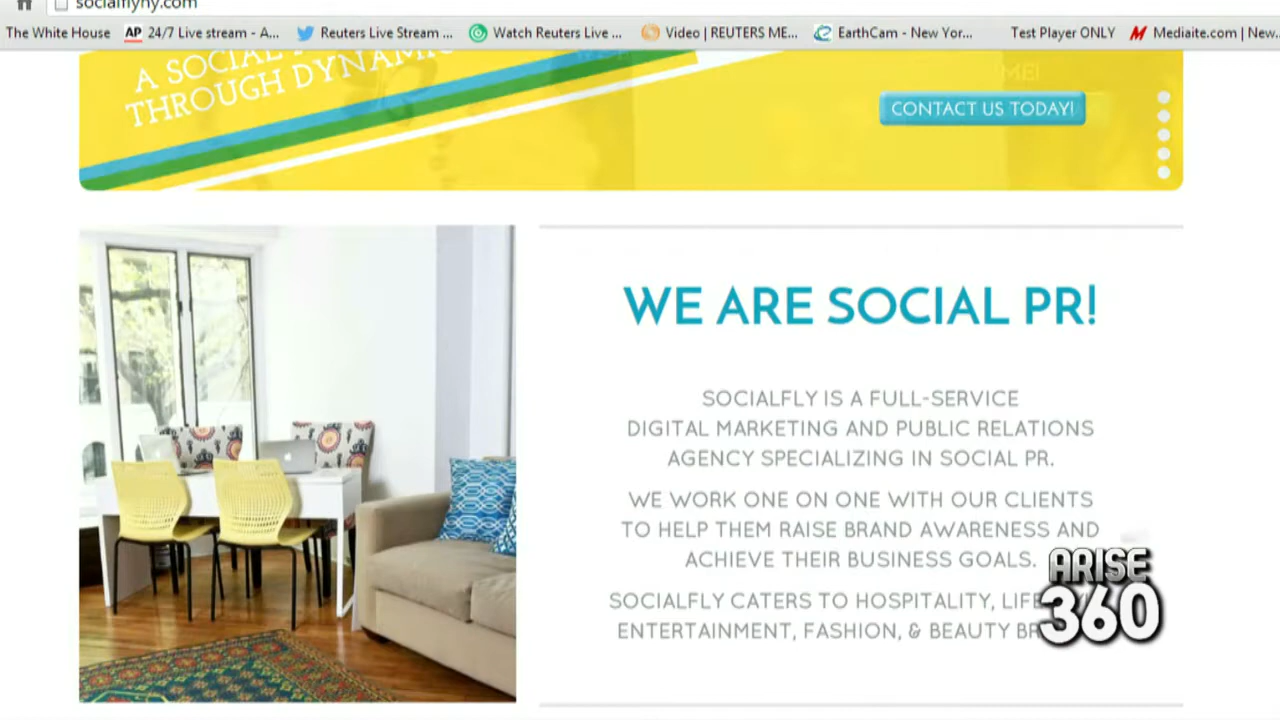 socialflyny.com
The White House
AP 24/7 Live stream - A...
Reuters Live Stream ...
Watch Reuters Live ...
Video | REUTERS ME...
EarthCam - New Yor...
Test Player ONLY
Mediaite.com | New...
A SOCIAL
THROUGH DYNAMIC
CONTACT US TODAY!
WE ARE SOCIAL PR!
SOCIALFLY IS A FULL-SERVICE
DIGITAL MARKETING AND PUBLIC RELATIONS
AGENCY SPECIALIZING IN SOCIAL PR.
WE WORK ONE ON ONE WITH OUR CLIENTS
TO HELP THEM RAISE BRAND AWARENESS AND
ACHIEVE THEIR BUSINESS GOALS.
SOCIALFLY CATERS TO HOSPITALITY,
ENTERTAINMENT, FASHION, & BEAUTY
ARISE
360